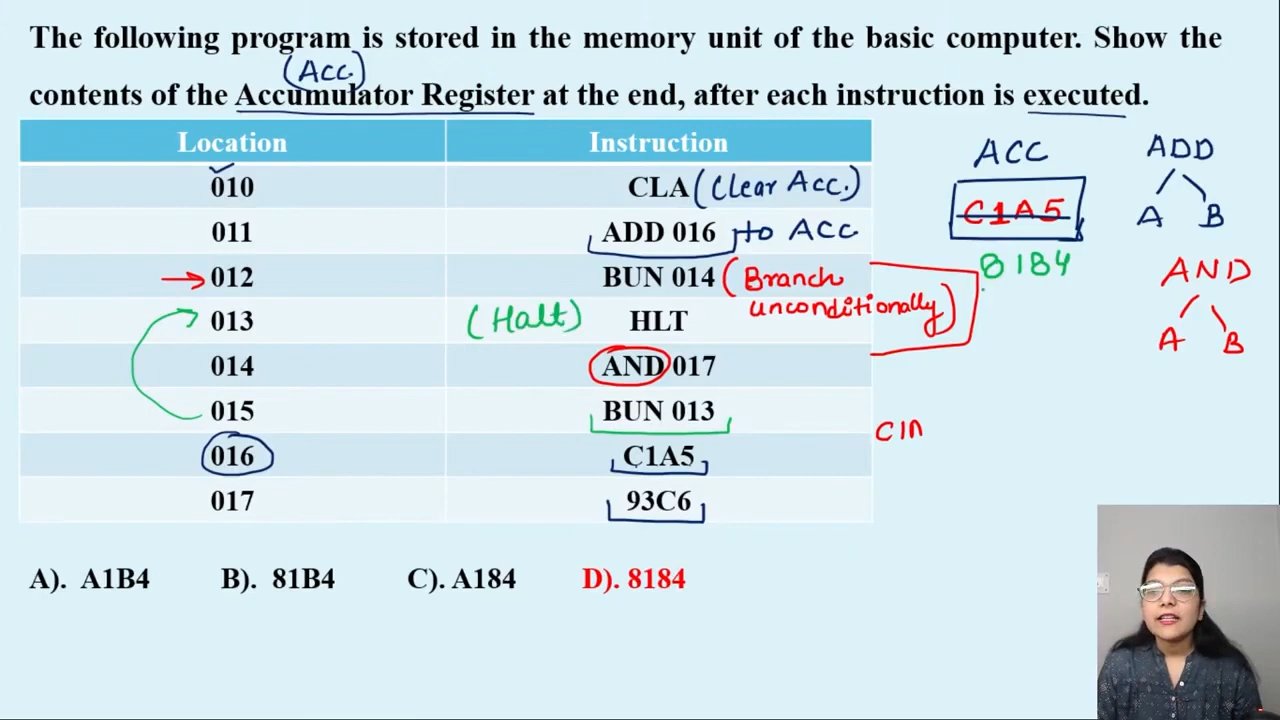 The following program is stored in the memory unit of the basic computer. Show the
(Acc.)
contents of the Accumulator Register at the end, after each instruction is executed.
Location Instruction
010 CLA (Clear Acc.)
011 ADD 016 to ACC
012 BUN 014 (Branch unconditionally)
013 (Halt) HLT
014 AND 017
015 BUN 013
016 C1A5
017 93C6
ACC
C1A5
8184
ADD
A B
AND
A B
A). A1B4 B). 81B4 C). A184 D). 8184